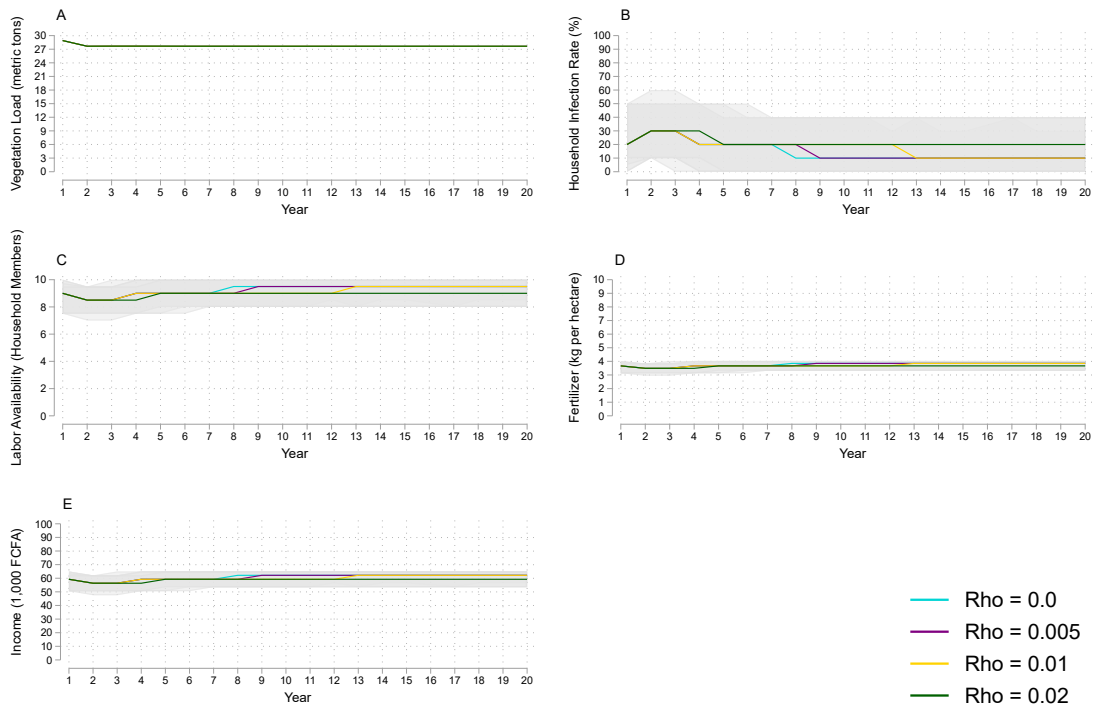 A
Vegetation Load (metric tons)
30
27
24
21
18
15
12
9
6
3
0
1 2 3 4 5 6 7 8 9 10 11 12 13 14 15 16 17 18 19 20
Year
B
Household Infection Rate (%)
100
90
80
70
60
50
40
30
20
10
0
1 2 3 4 5 6 7 8 9 10 11 12 13 14 15 16 17 18 19 20
Year
C
Labor Availability (Household Members)
10
8
6
4
2
0
1 2 3 4 5 6 7 8 9 10 11 12 13 14 15 16 17 18 19 20
Year
D
Fertilizer (kg per hectare)
10
9
8
7
6
5
4
3
2
1
0
1 2 3 4 5 6 7 8 9 10 11 12 13 14 15 16 17 18 19 20
Year
E
Income (1,000 FCFA)
100
90
80
70
60
50
40
30
20
10
0
1 2 3 4 5 6 7 8 9 10 11 12 13 14 15 16 17 18 19 20
Year
Rho = 0.0
Rho = 0.005
Rho = 0.01
Rho = 0.02